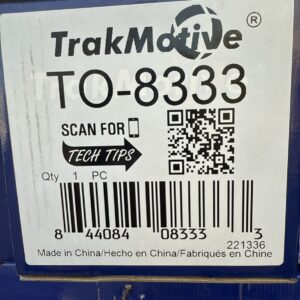 TrakMotive®
TO-8333
SCAN FOR
TECH TIPS
Qty 1 PC
8 44084 08333 3
221336
Made in China/Hecho en China/Fabriqués en Chine